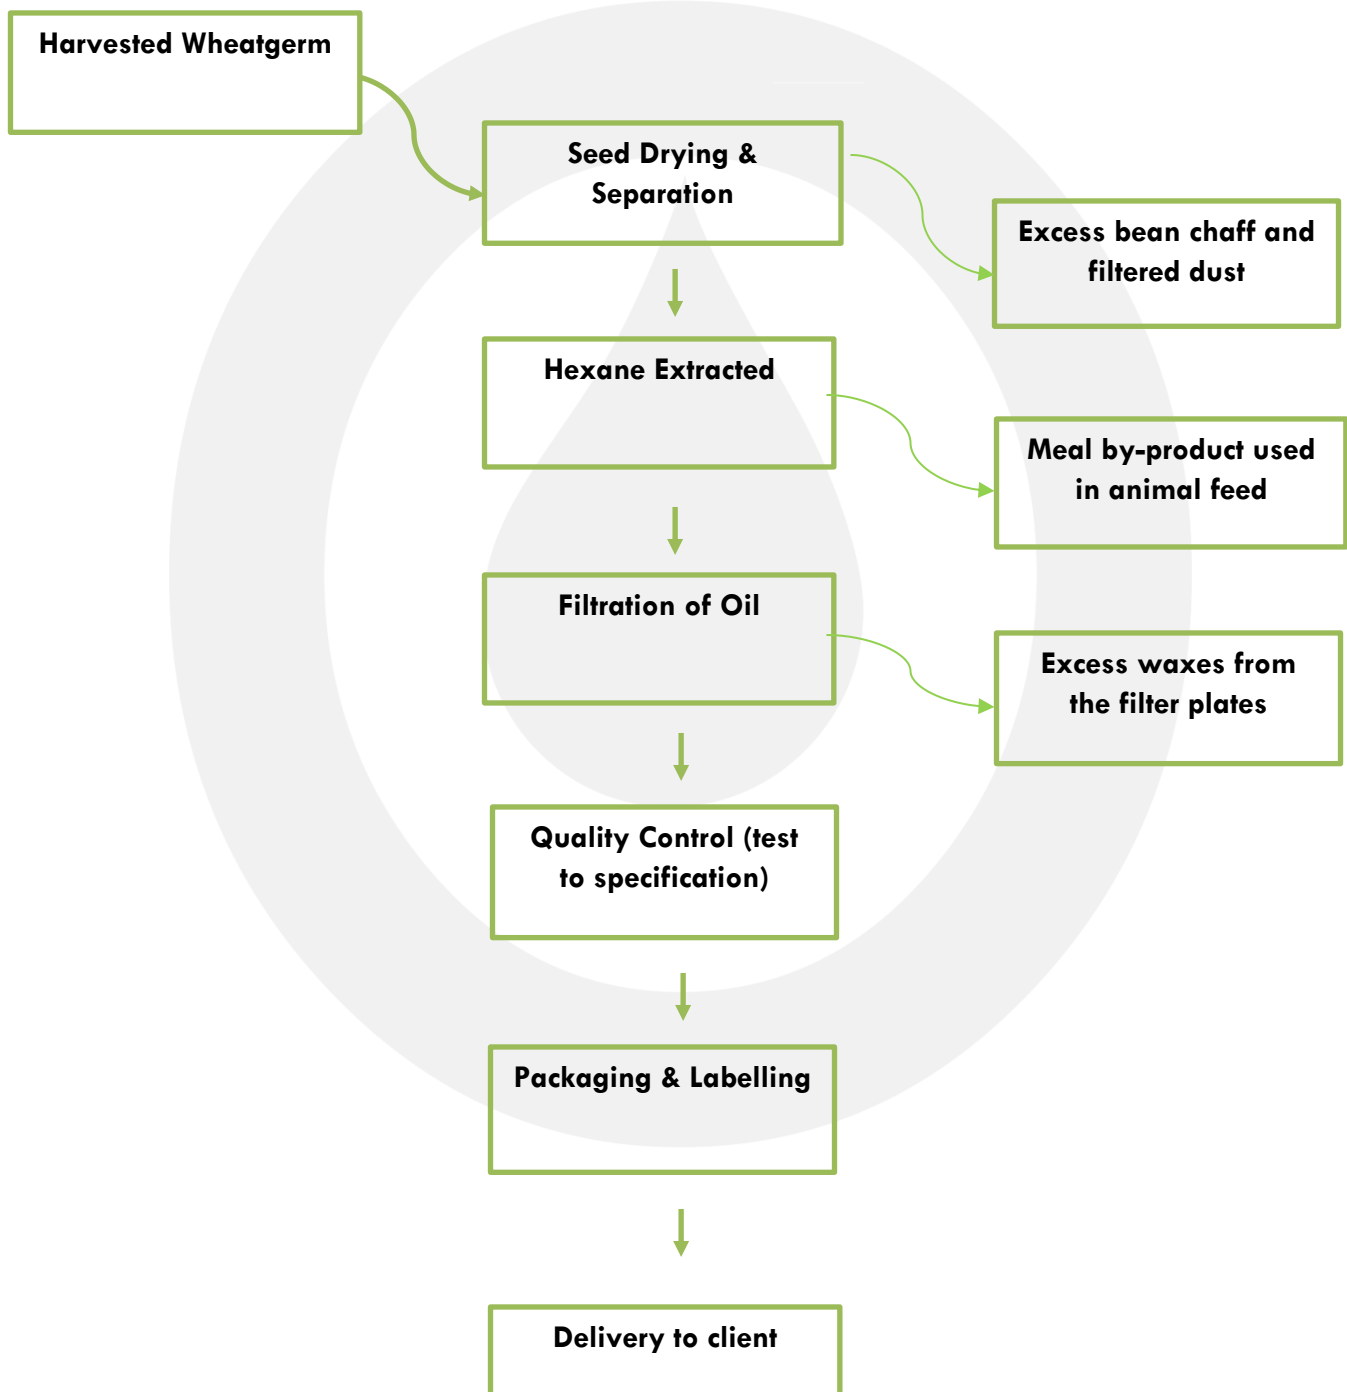 Harvested Wheatgerm
Seed Drying &
Separation
Excess bean chaff and
filtered dust
Hexane Extracted
Meal by-product used
in animal feed
Filtration of Oil
Excess waxes from
the filter plates
Quality Control (test
to specification)
Packaging & Labelling
Delivery to client